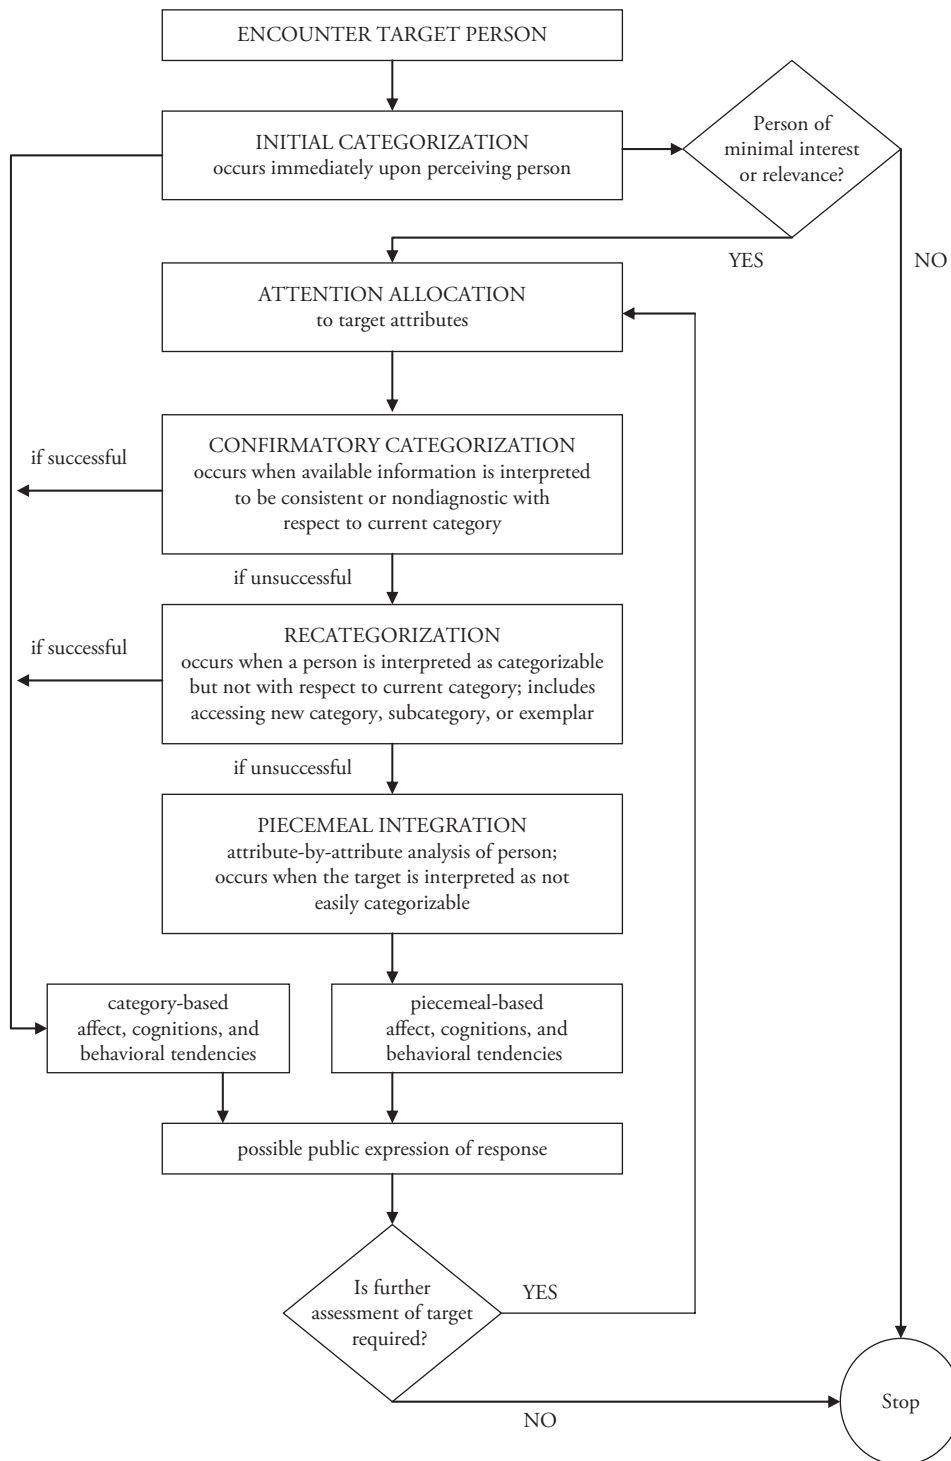 ENCOUNTER TARGET PERSON
INITIAL CATEGORIZATION
occurs immediately upon perceiving person
Person of
minimal interest
or relevance?
YES
NO
ATTENTION ALLOCATION
to target attributes
CONFIRMATORY CATEGORIZATION
occurs when available information is interpreted
to be consistent or nondiagnostic with
respect to current category
if successful
if unsuccessful
RECATEGORIZATION
occurs when a person is interpreted as categorizable
but not with respect to current category; includes
accessing new category, subcategory, or exemplar
if successful
if unsuccessful
PIECEMEAL INTEGRATION
attribute-by-attribute analysis of person;
occurs when the target is interpreted as not
easily categorizable
category-based
affect, cognitions, and
behavioral tendencies
piecemeal-based
affect, cognitions, and
behavioral tendencies
possible public expression of response
Is further
assessment of target
required?
YES
NO
Stop